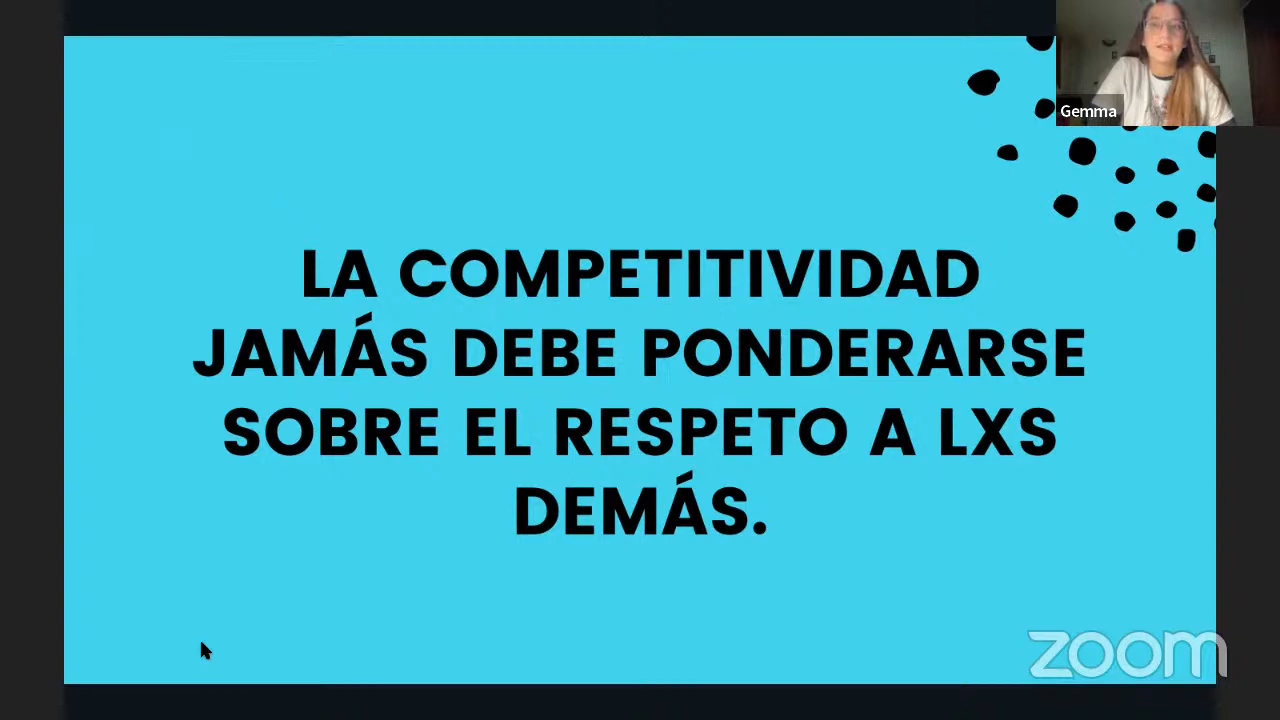 Gemma
LA COMPETITIVIDAD
JAMÁS DEBE PONDERARSE
SOBRE EL RESPETO A LXS
DEMÁS.
zoom